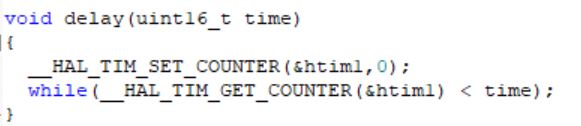 void delay(uint16_t time)
{
__HAL_TIM_SET_COUNTER(&htim1,0);
while(__HAL_TIM_GET_COUNTER(&htim1) < time);
}